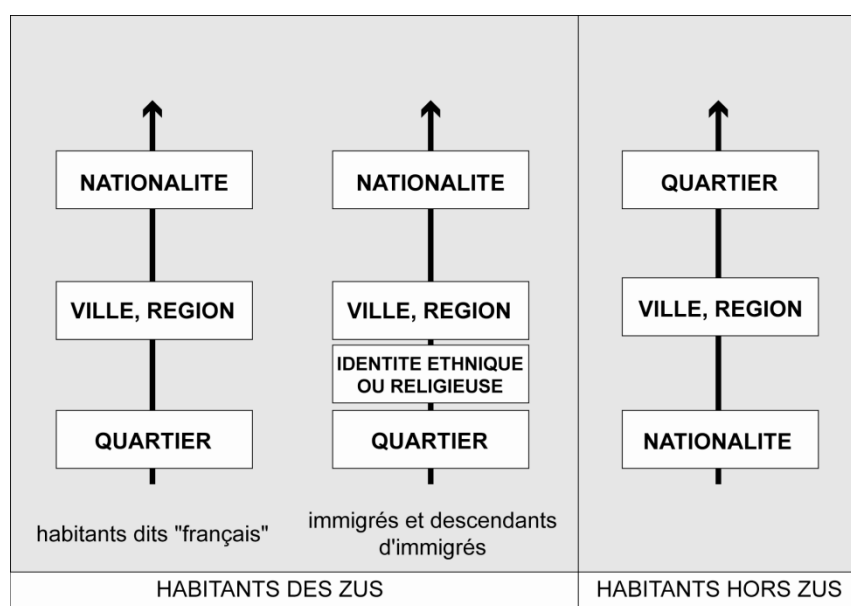 NATIONALITE
VILLE, REGION
QUARTIER
habitants dits "français"
NATIONALITE
VILLE, REGION
IDENTITE ETHNIQUE
OU RELIGIEUSE
QUARTIER
immigrés et descendants
d'immigrés
HABITANTS DES ZUS
QUARTIER
VILLE, REGION
NATIONALITE
HABITANTS HORS ZUS